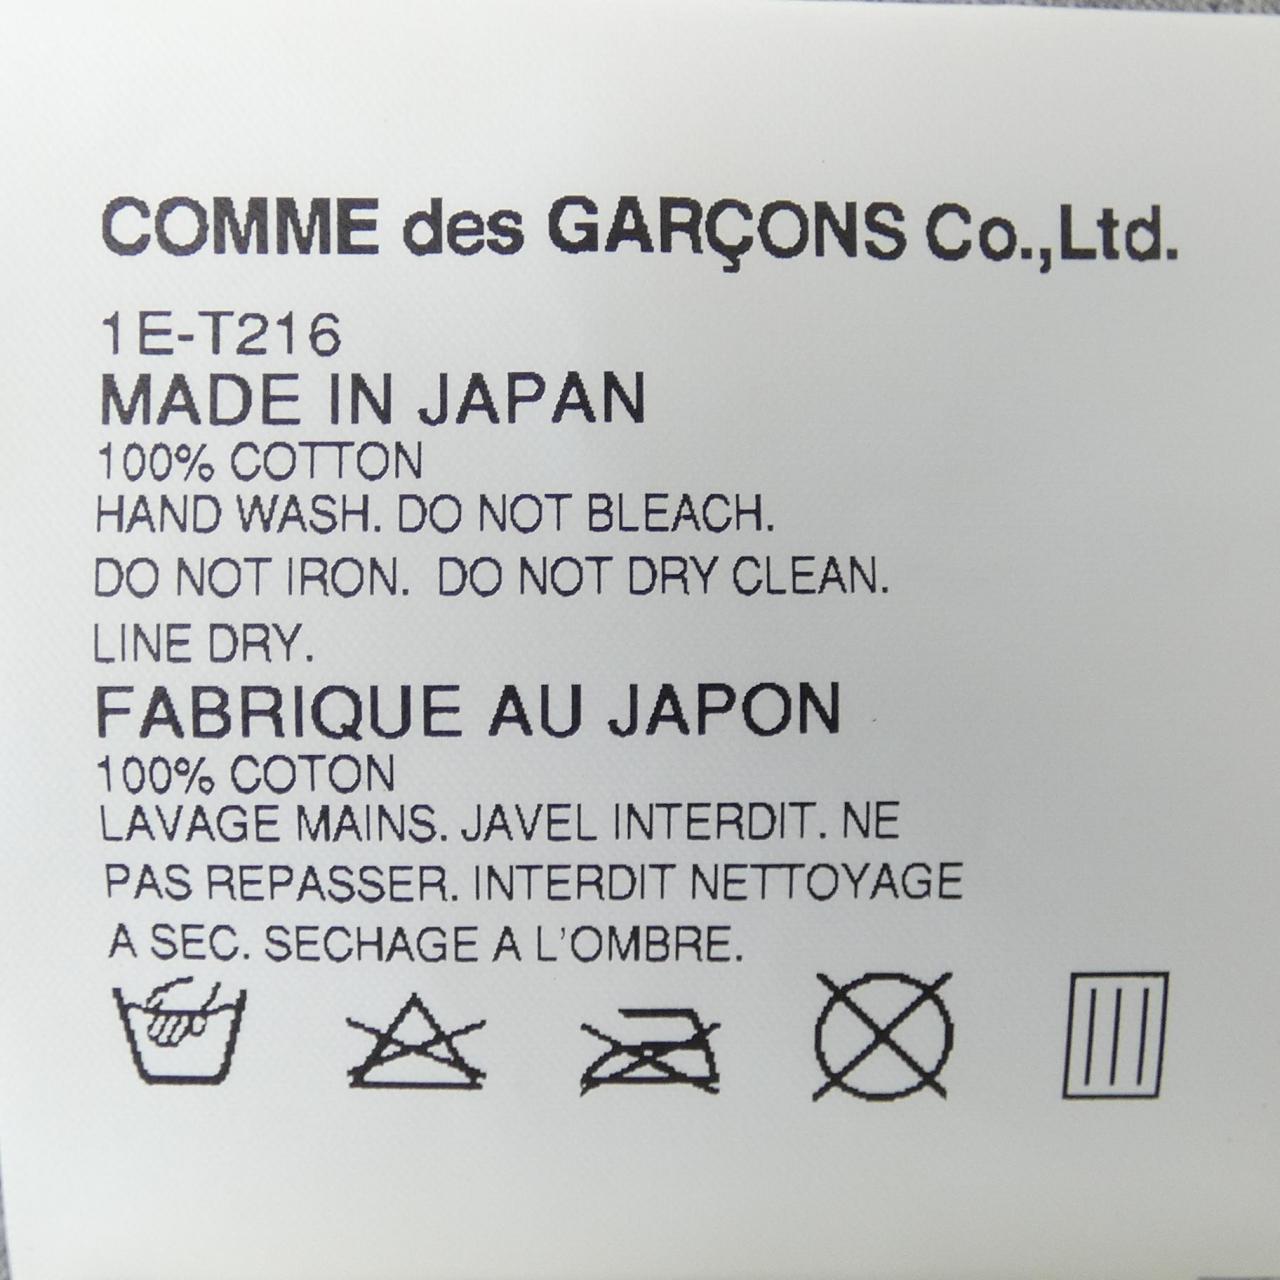 COMME des GARÇONS Co.,Ltd.
1E-T216
MADE IN JAPAN
100% COTTON
HAND WASH. DO NOT BLEACH.
DO NOT IRON. DO NOT DRY CLEAN.
LINE DRY.
FABRIQUE AU JAPON
100% COTON
LAVAGE MAINS. JAVEL INTERDIT. NE
PAS REPASSER. INTERDIT NETTOYAGE
A SEC. SECHAGE A L'OMBRE.